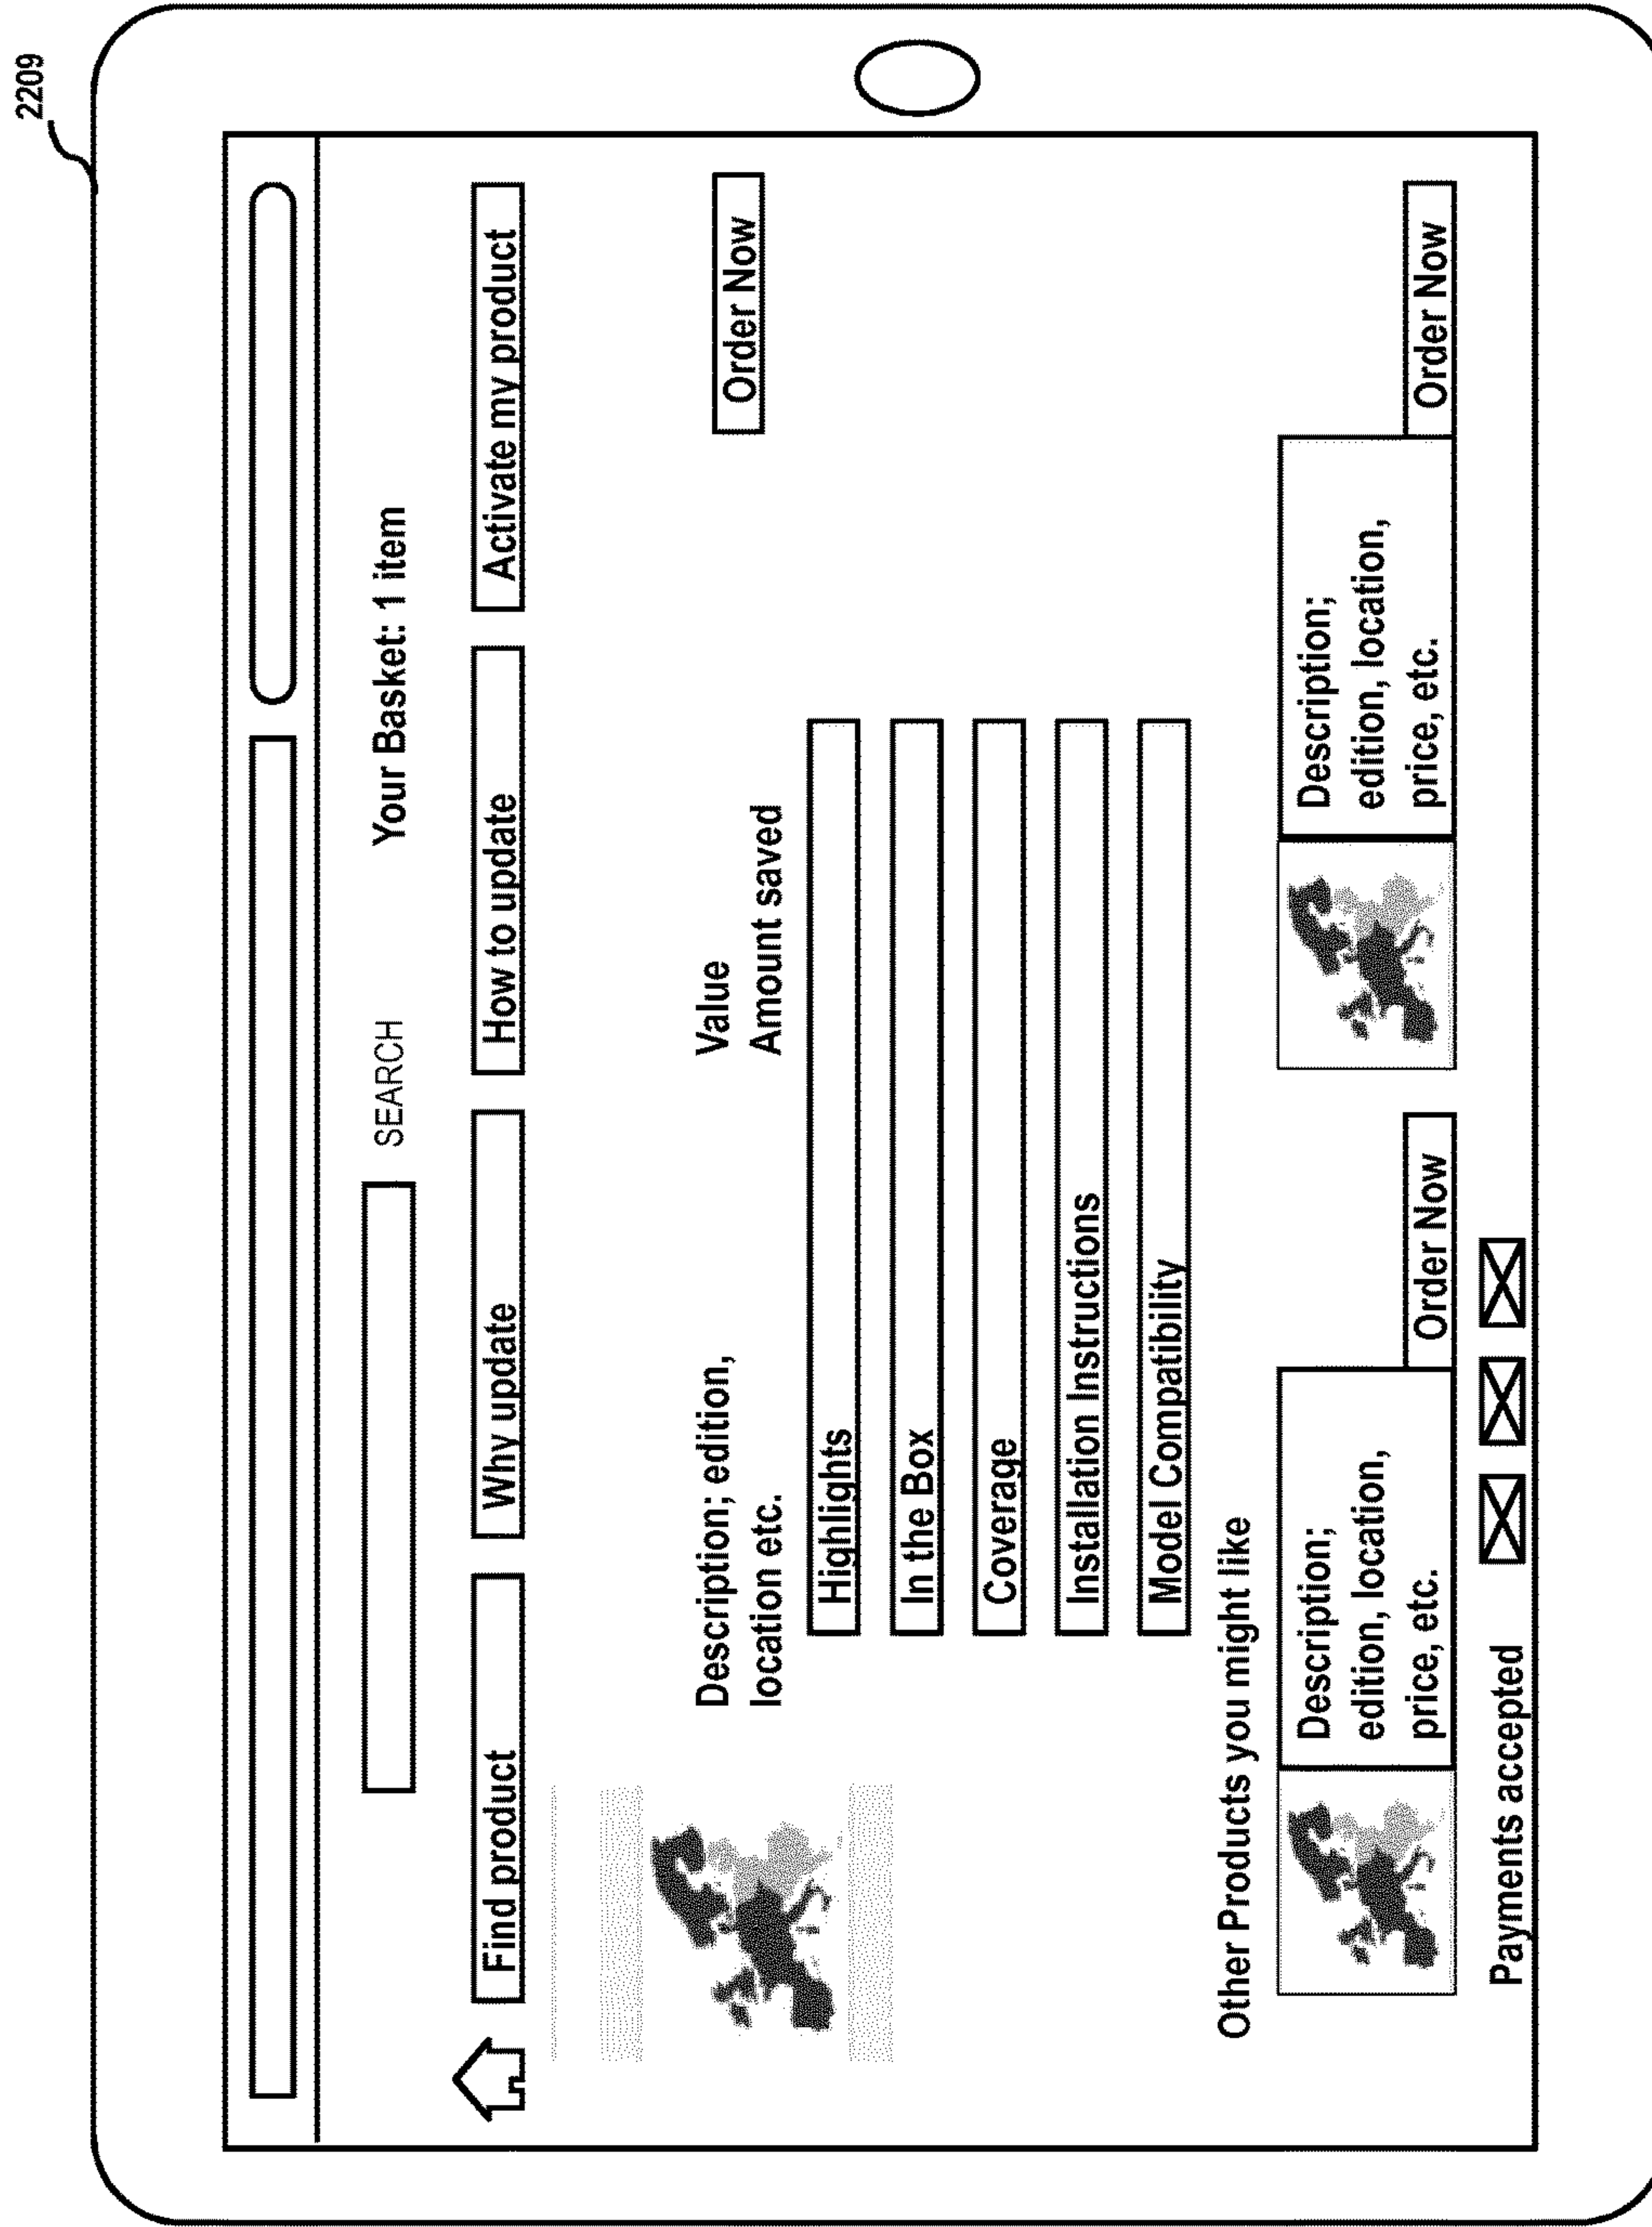 2209
SEARCH
Your Basket: 1 item
Find product
Why update
How to update
Activate my product
Description; edition,
location etc.
Value
Amount saved
Order Now
Highlights
In the Box
Coverage
Installation Instructions
Model Compatibility
Other Products you might like
Description;
edition, location,
price, etc.
Order Now
Description;
edition, location,
price, etc.
Order Now
Payments accepted